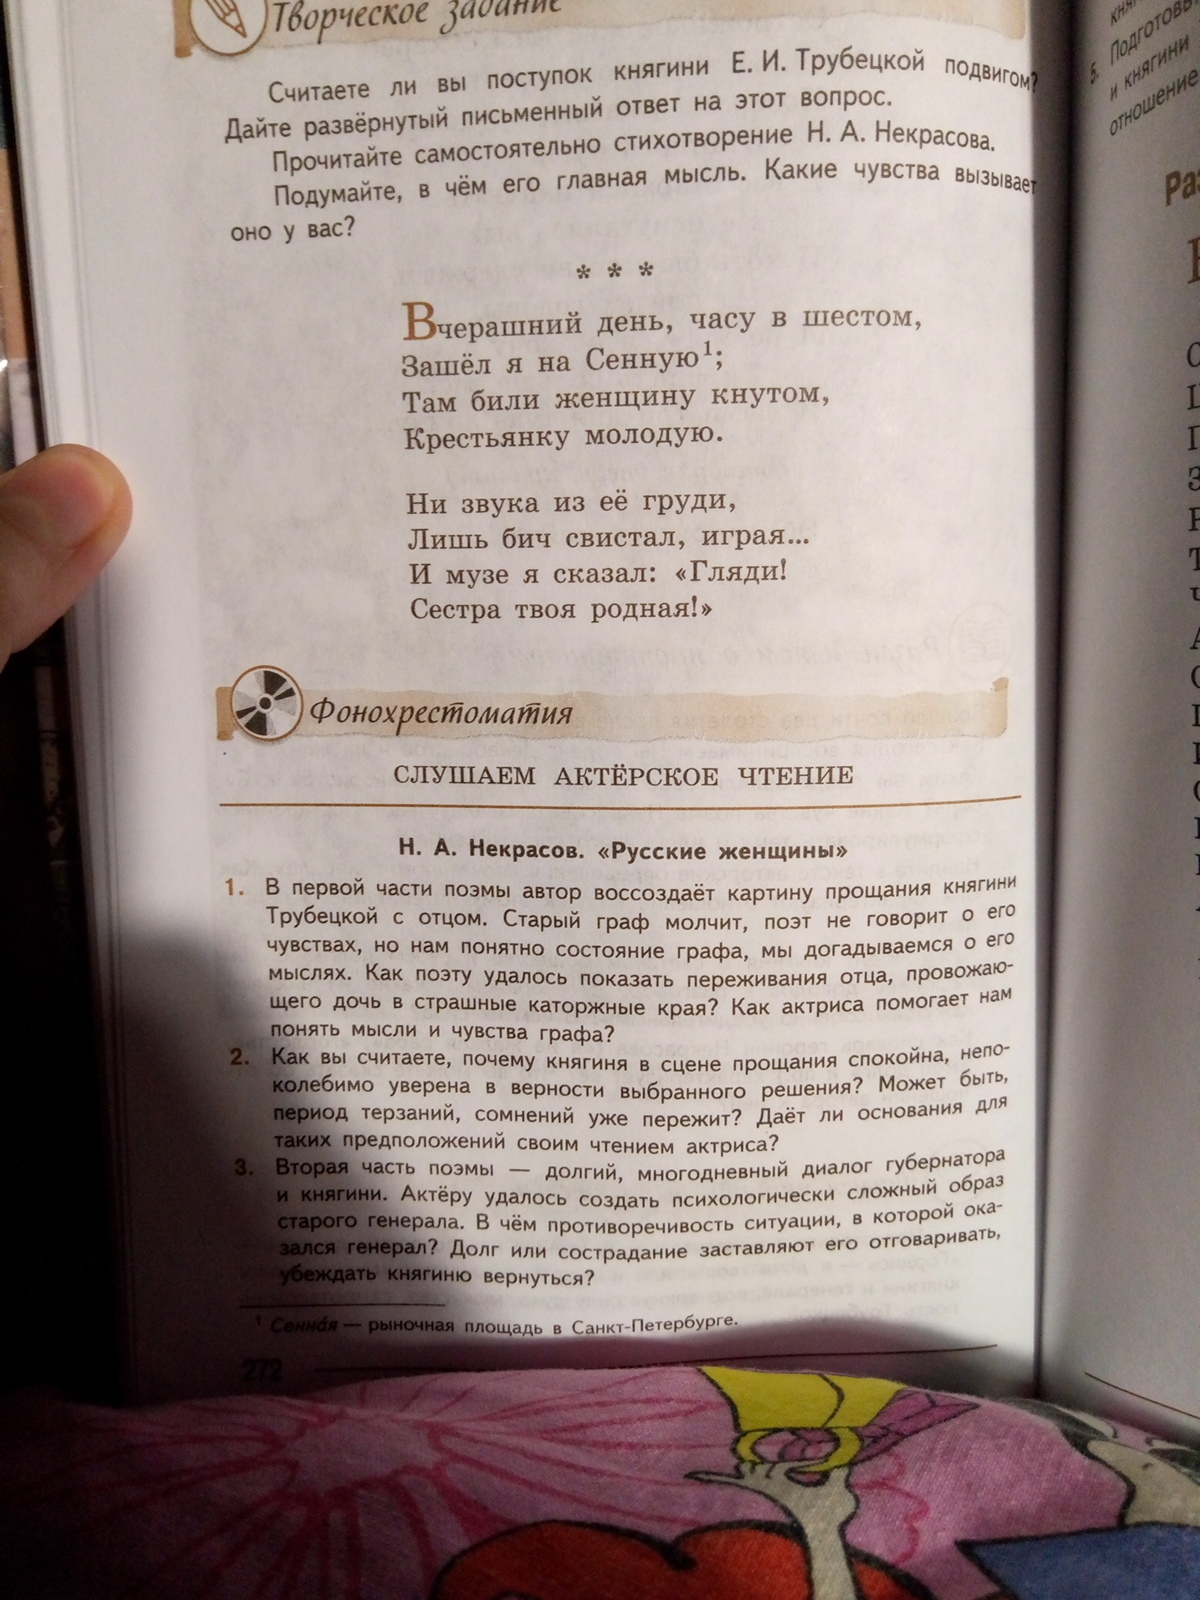 Творческое задание
Считаете ли вы поступок княгини Е. И. Трубецкой подвигом?
Дайте развёрнутый письменный ответ на этот вопрос.
Прочитайте самостоятельно стихотворение Н. А. Некрасова.
Подумайте, в чём его главная мысль. Какие чувства вызывает
оно у вас?
* * *
Вчерашний день, часу в шестом,
Зашёл я на Сенную¹;
Там били женщину кнутом,
Крестьянку молодую.
Ни звука из её груди,
Лишь бич свистал, играя...
И музе я сказал: «Гляди!
Сестра твоя родная!»
Фонохрестоматия
СЛУШАЕМ АКТЁРСКОЕ ЧТЕНИЕ
Н. А. Некрасов. «Русские женщины»
1. В первой части поэмы автор воссоздаёт картину прощания княгини
Трубецкой с отцом. Старый граф молчит, поэт не говорит о его
чувствах, но нам понятно состояние графа, мы догадываемся о его
мыслях. Как поэту удалось показать переживания отца, провожаю-
щего дочь в страшные каторжные края? Как актриса помогает нам
понять мысли и чувства графа?
2. Как вы считаете, почему княгиня в сцене прощания спокойна, непо-
колебимо уверена в верности выбранного решения? Может быть,
период терзаний, сомнений уже пережит? Даёт ли основания для
таких предположений своим чтением актриса?
3. Вторая часть поэмы — долгий, многодневный диалог губернатора
и княгини. Актёру удалось создать психологически сложный образ
старого генерала. В чём противоречивость ситуации, в которой ока-
зался генерал? Долг или сострадание заставляют его отговаривать,
убеждать княгиню вернуться?
¹ Сенна́я — рыночная площадь в Санкт-Петербурге.
272
5. Подготовь
и княгини
отношение